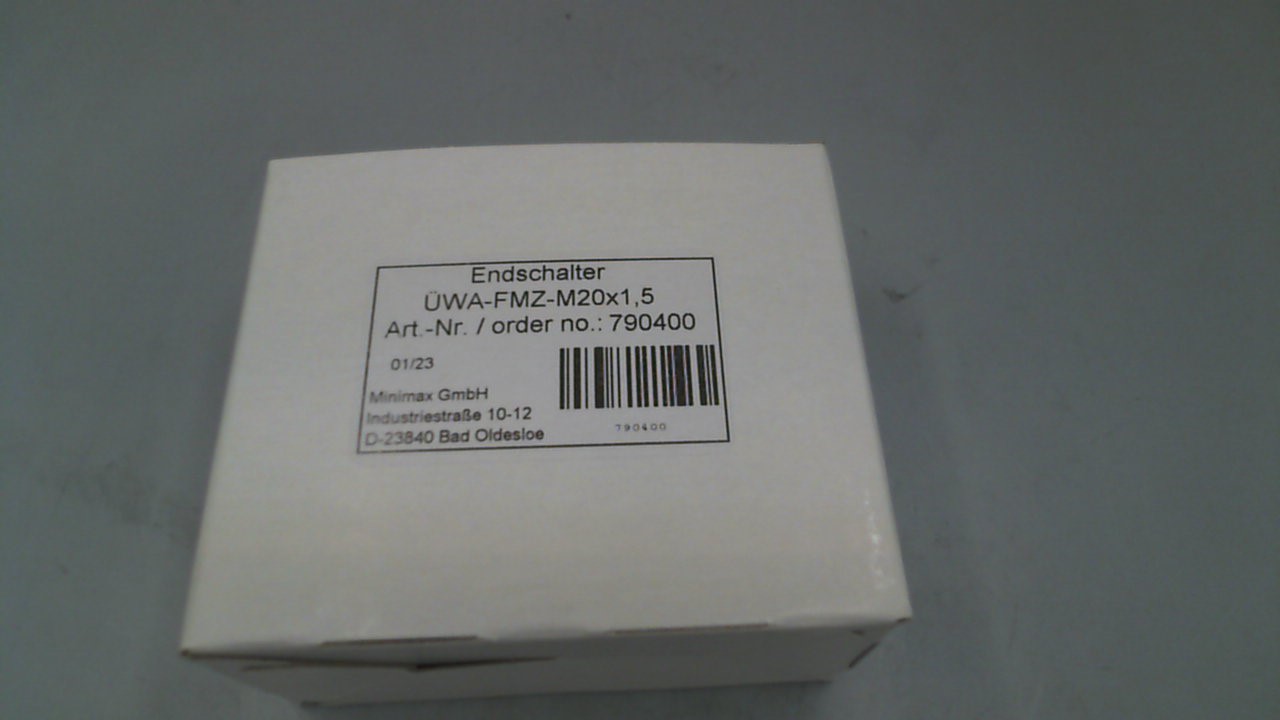 Endschalter
ÜWA-FMZ-M20x1,5
Art.-Nr. / order no.: 790400
01/23
Minimax GmbH
Industriestraße 10-12
D-23840 Bad Oldesloe
790400